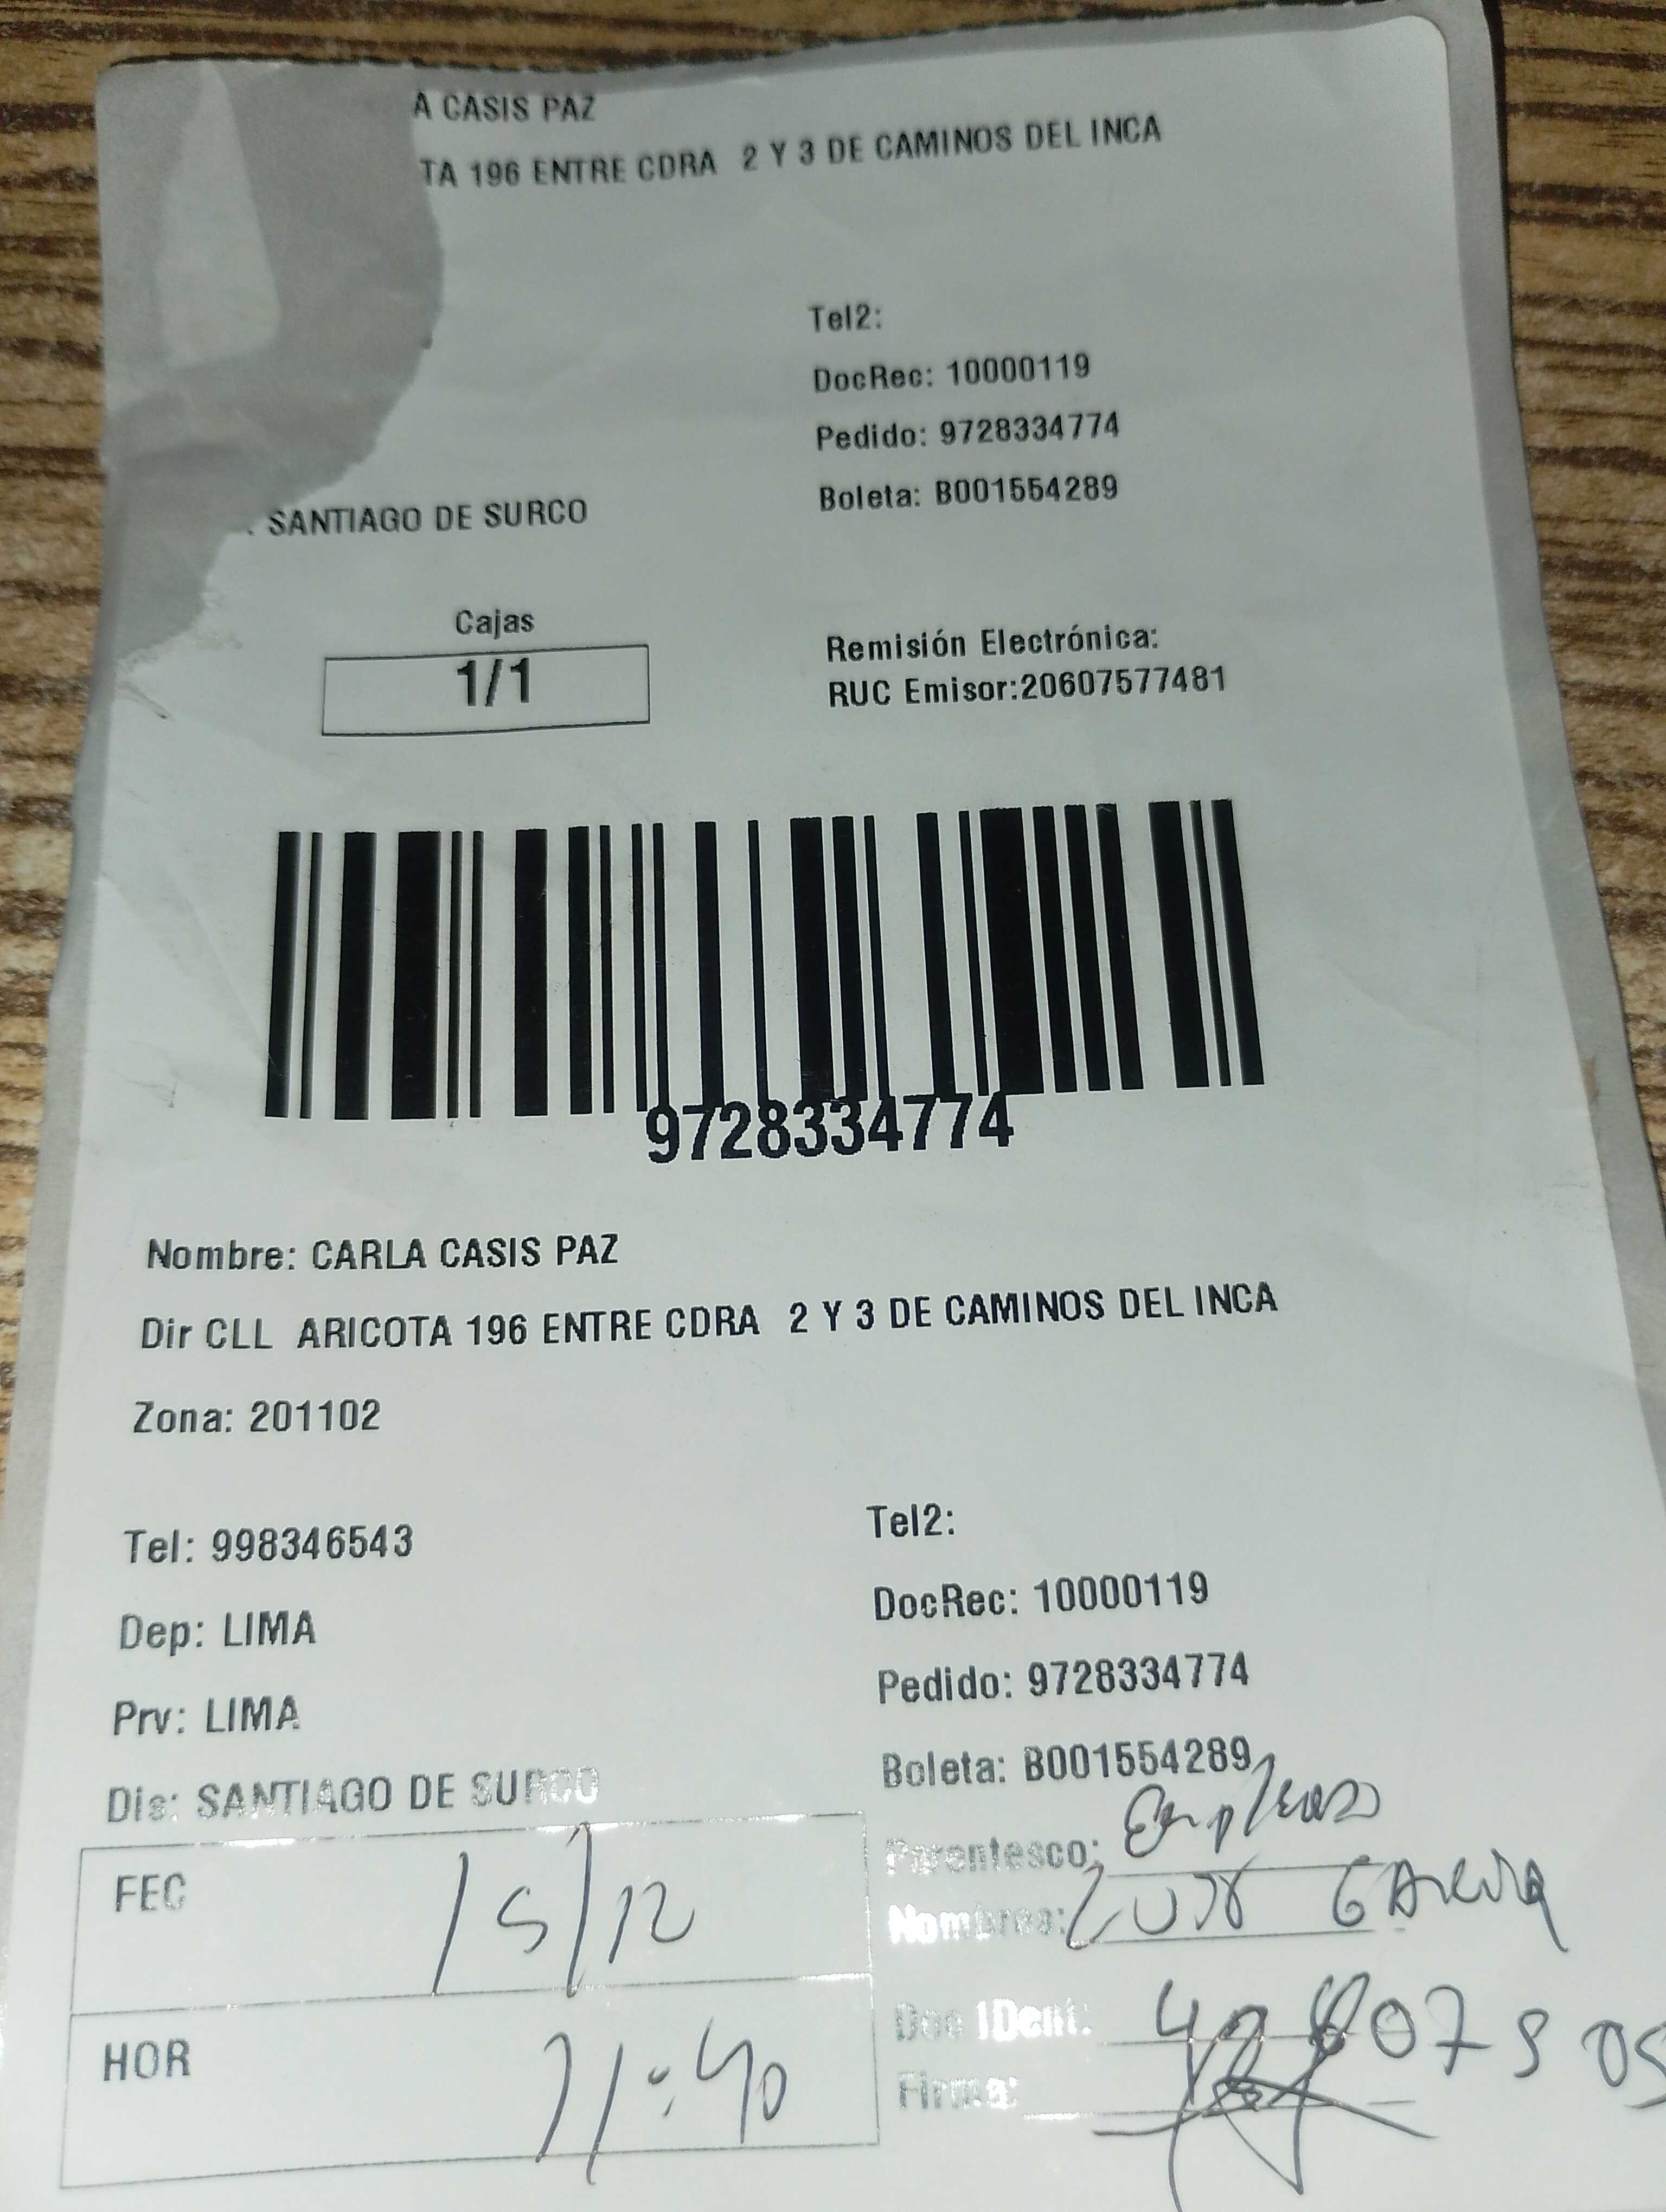 A CASIS PAZ
TA 196 ENTRE CDRA 2 Y 3 DE CAMINOS DEL INCA
Tel2:
DocRec: 10000119
Pedido: 9728334774
Boleta: B001554289
SANTIAGO DE SURCO
Cajas
1/1
Remisión Electrónica:
RUC Emisor:20607577481
9728334774
Nombre: CARLA CASIS PAZ
Dir CLL ARICOTA 196 ENTRE CDRA 2 Y 3 DE CAMINOS DEL INCA
Zona: 201102
Tel: 998346543
Dep: LIMA
Prv: LIMA
Dis: SANTIAGO DE SURCO
Tel2:
DocRec: 10000119
Pedido: 9728334774
Boleta: B001554289
Parentesco:
Nombres: GARCIA
Doc IDent:
Firma:
FEC 15/12
HOR 11:40